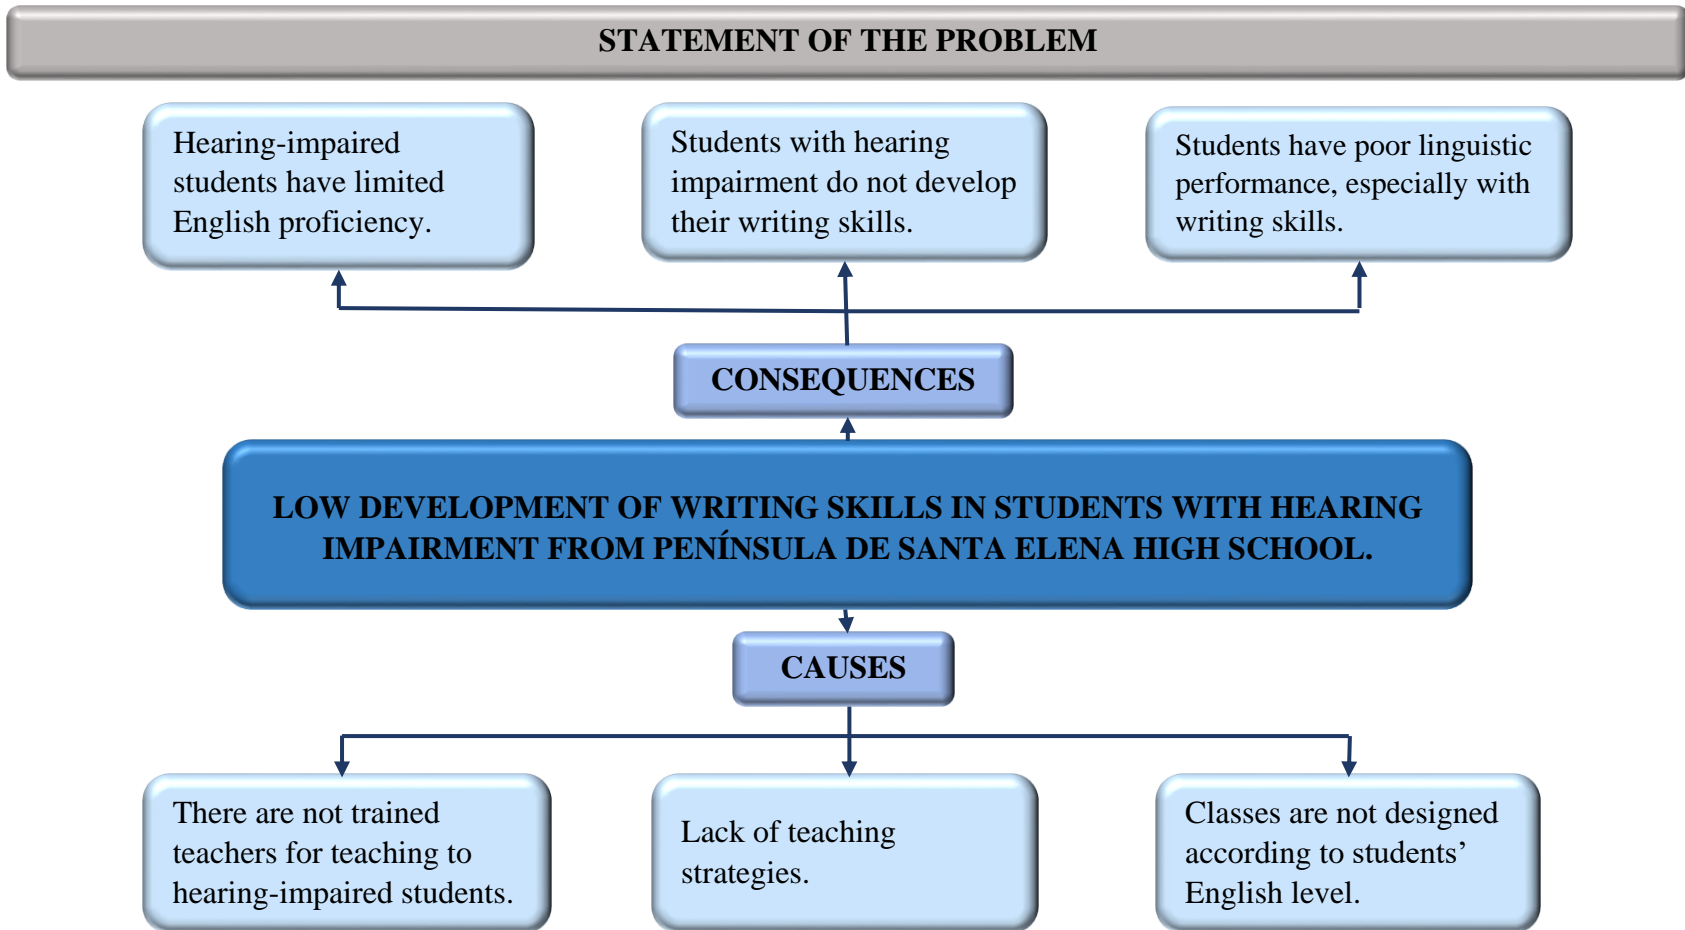 STATEMENT OF THE PROBLEM
Hearing-impaired
students have limited
English proficiency.
Students with hearing
impairment do not develop
their writing skills.
Students have poor linguistic
performance, especially with
writing skills.
CONSEQUENCES
LOW DEVELOPMENT OF WRITING SKILLS IN STUDENTS WITH HEARING
IMPAIRMENT FROM PENÍNSULA DE SANTA ELENA HIGH SCHOOL.
CAUSES
There are not trained
teachers for teaching to
hearing-impaired students.
Lack of teaching
strategies.
Classes are not designed
according to students’
English level.